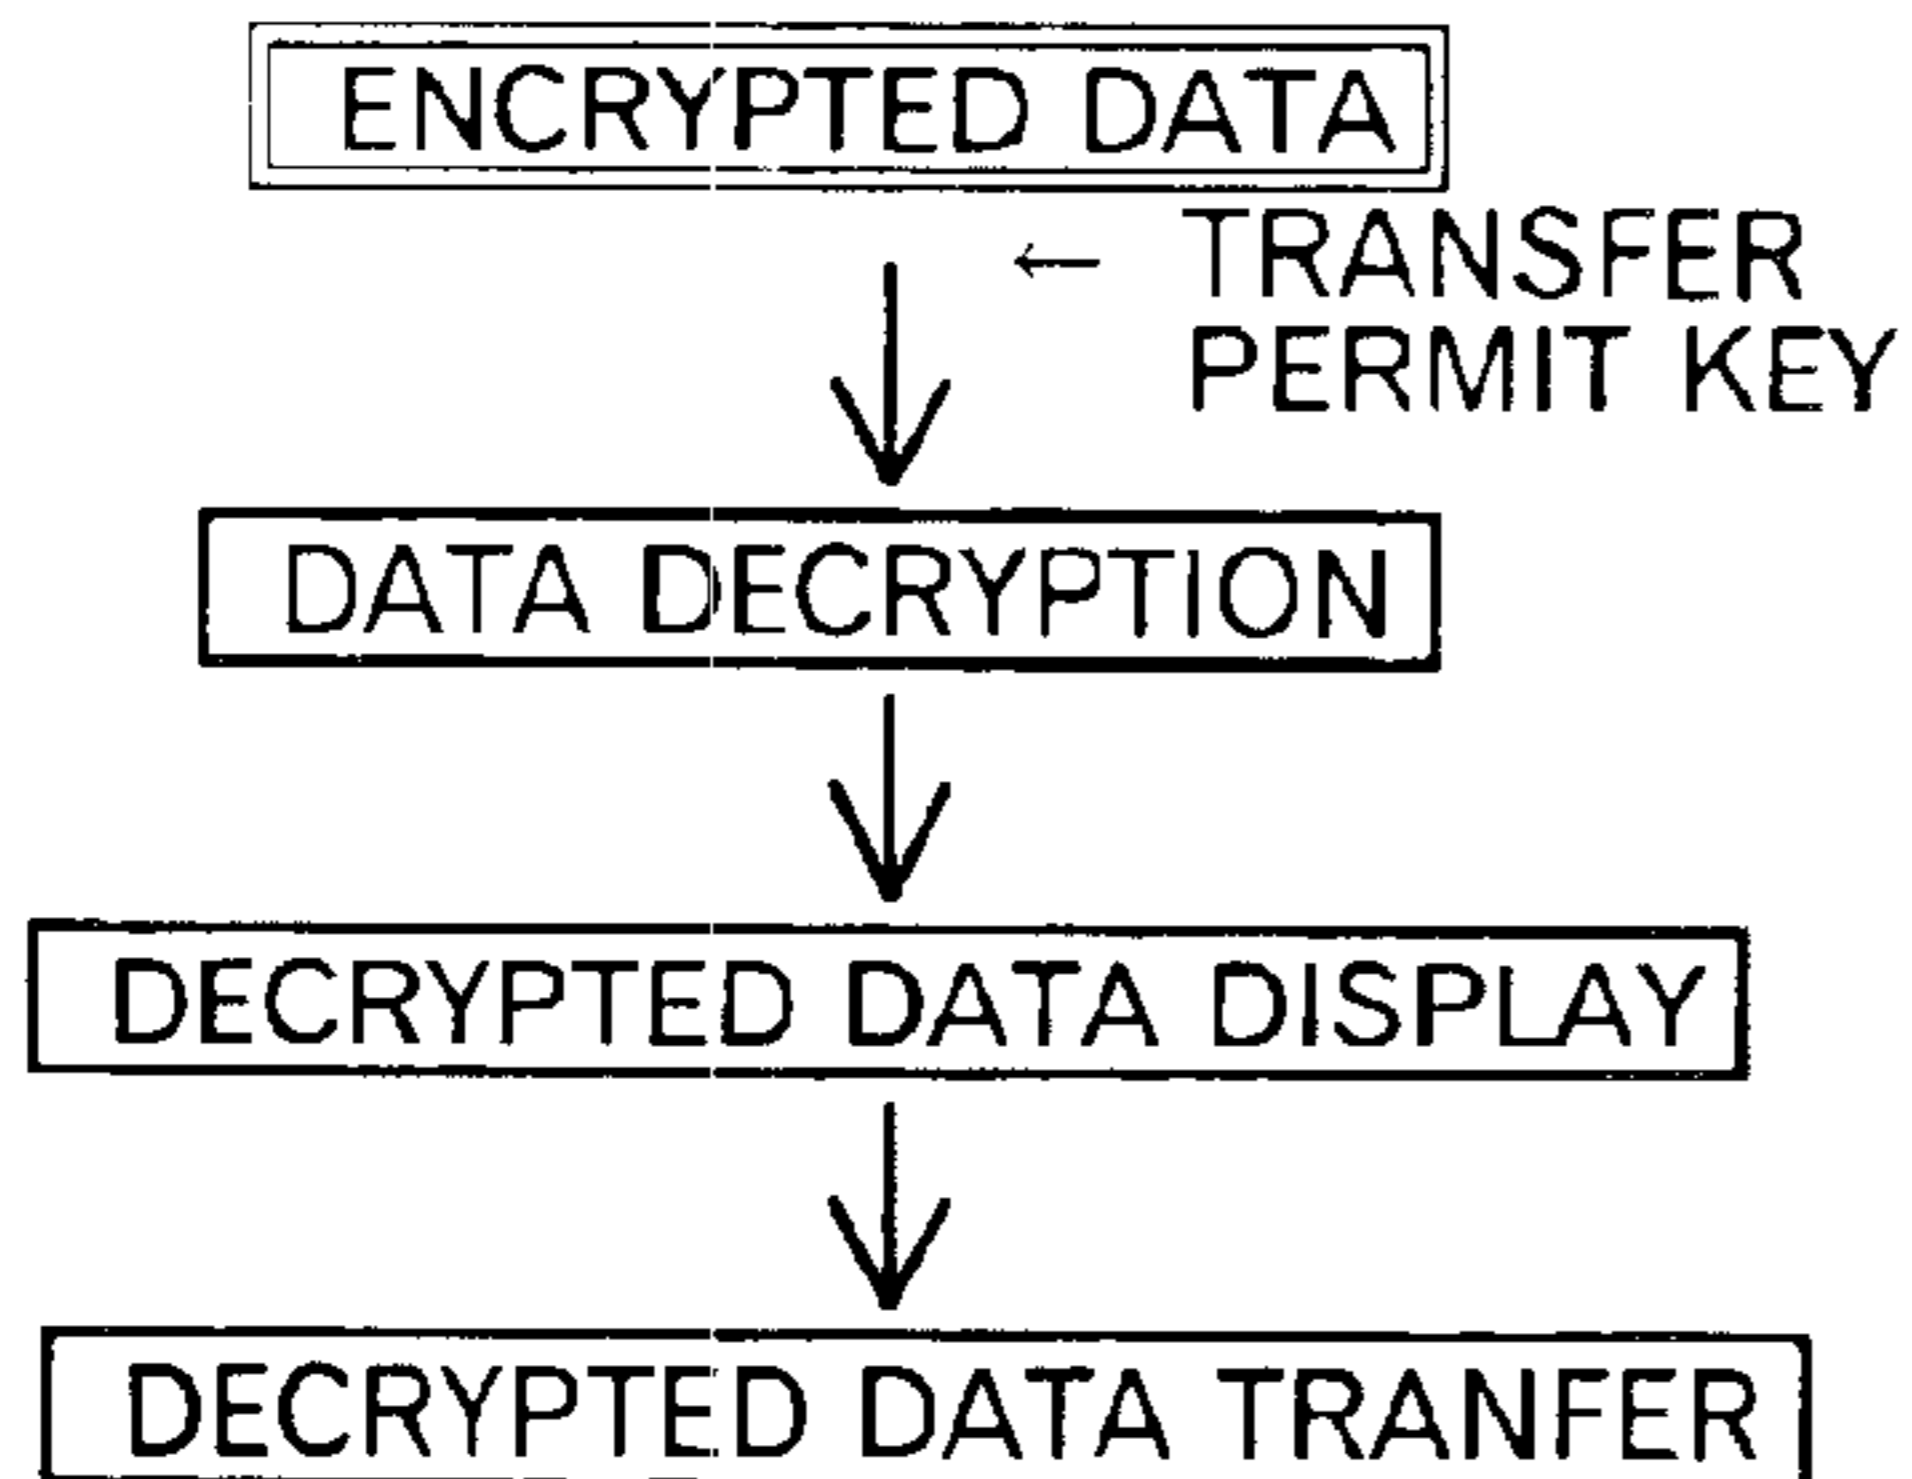 ENCRYPTED DATA
← TRANSFER
PERMIT KEY
DATA DECRYPTION
DECRYPTED DATA DISPLAY
DECRYPTED DATA TRANFER